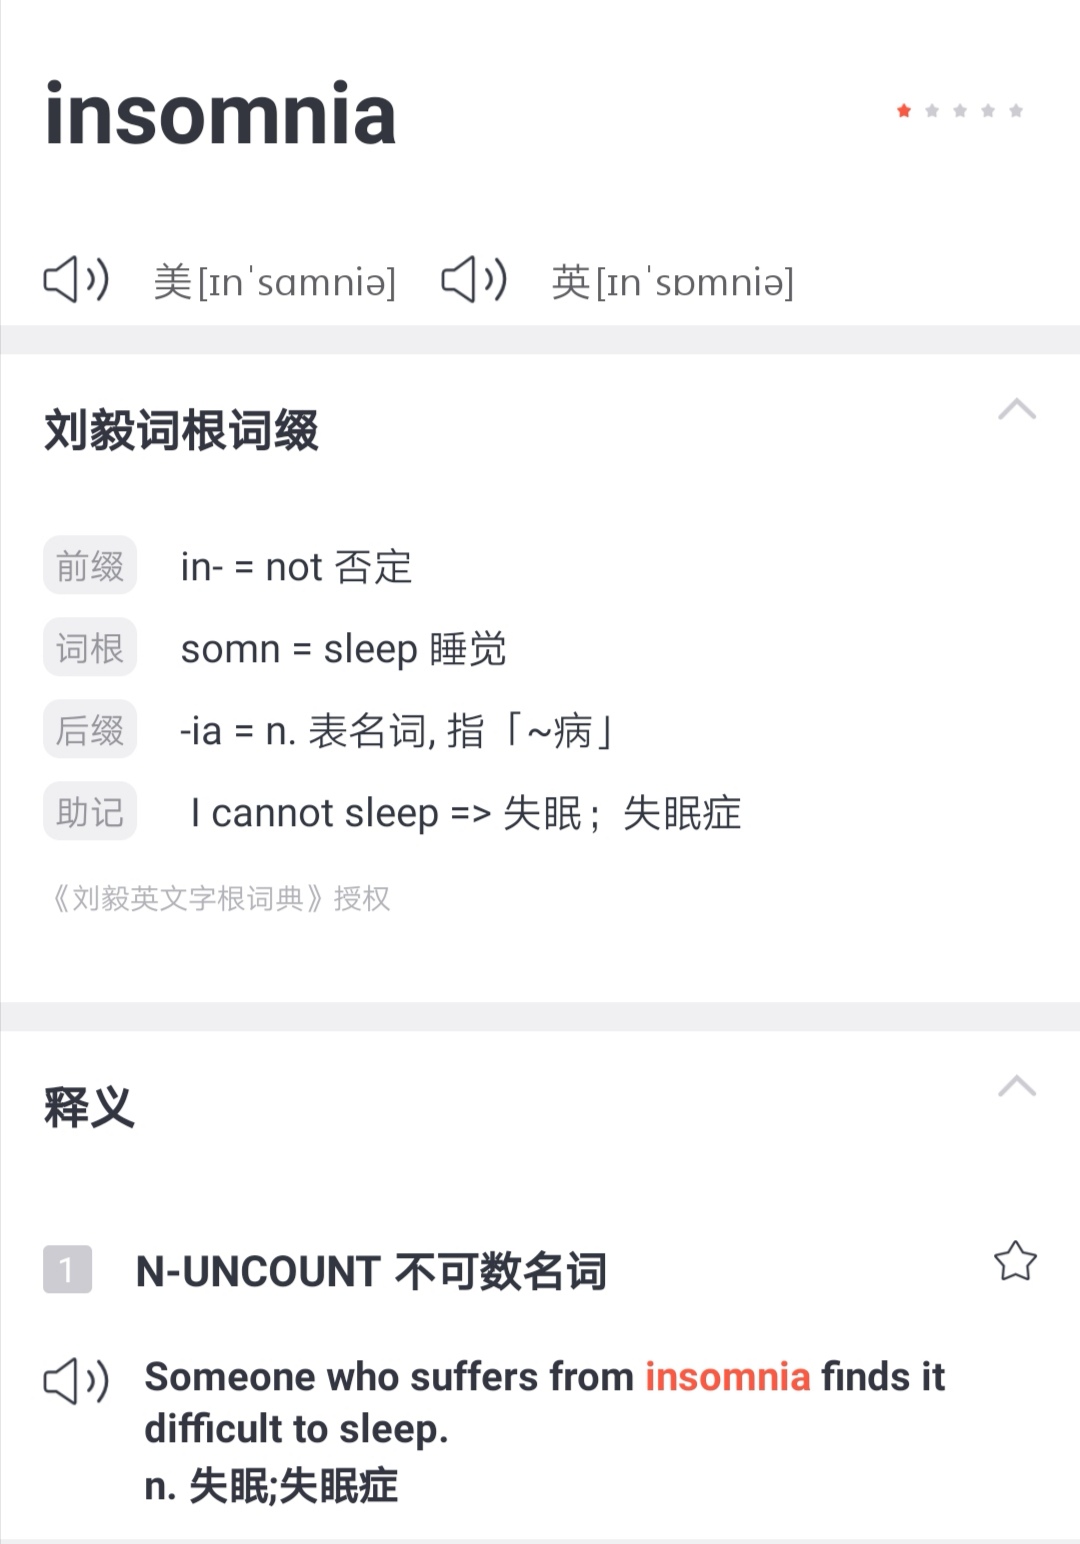 insomnia
美[ɪnˈsɑmniə] 英[ɪnˈsɒmniə]
刘毅词根词缀
前缀 in- = not 否定
词根 somn = sleep 睡觉
后缀 -ia = n. 表名词, 指「~病」
助记 I cannot sleep => 失眠；失眠症
《刘毅英文字根词典》授权
释义
1 N-UNCOUNT 不可数名词
Someone who suffers from insomnia finds it
difficult to sleep.
n. 失眠;失眠症